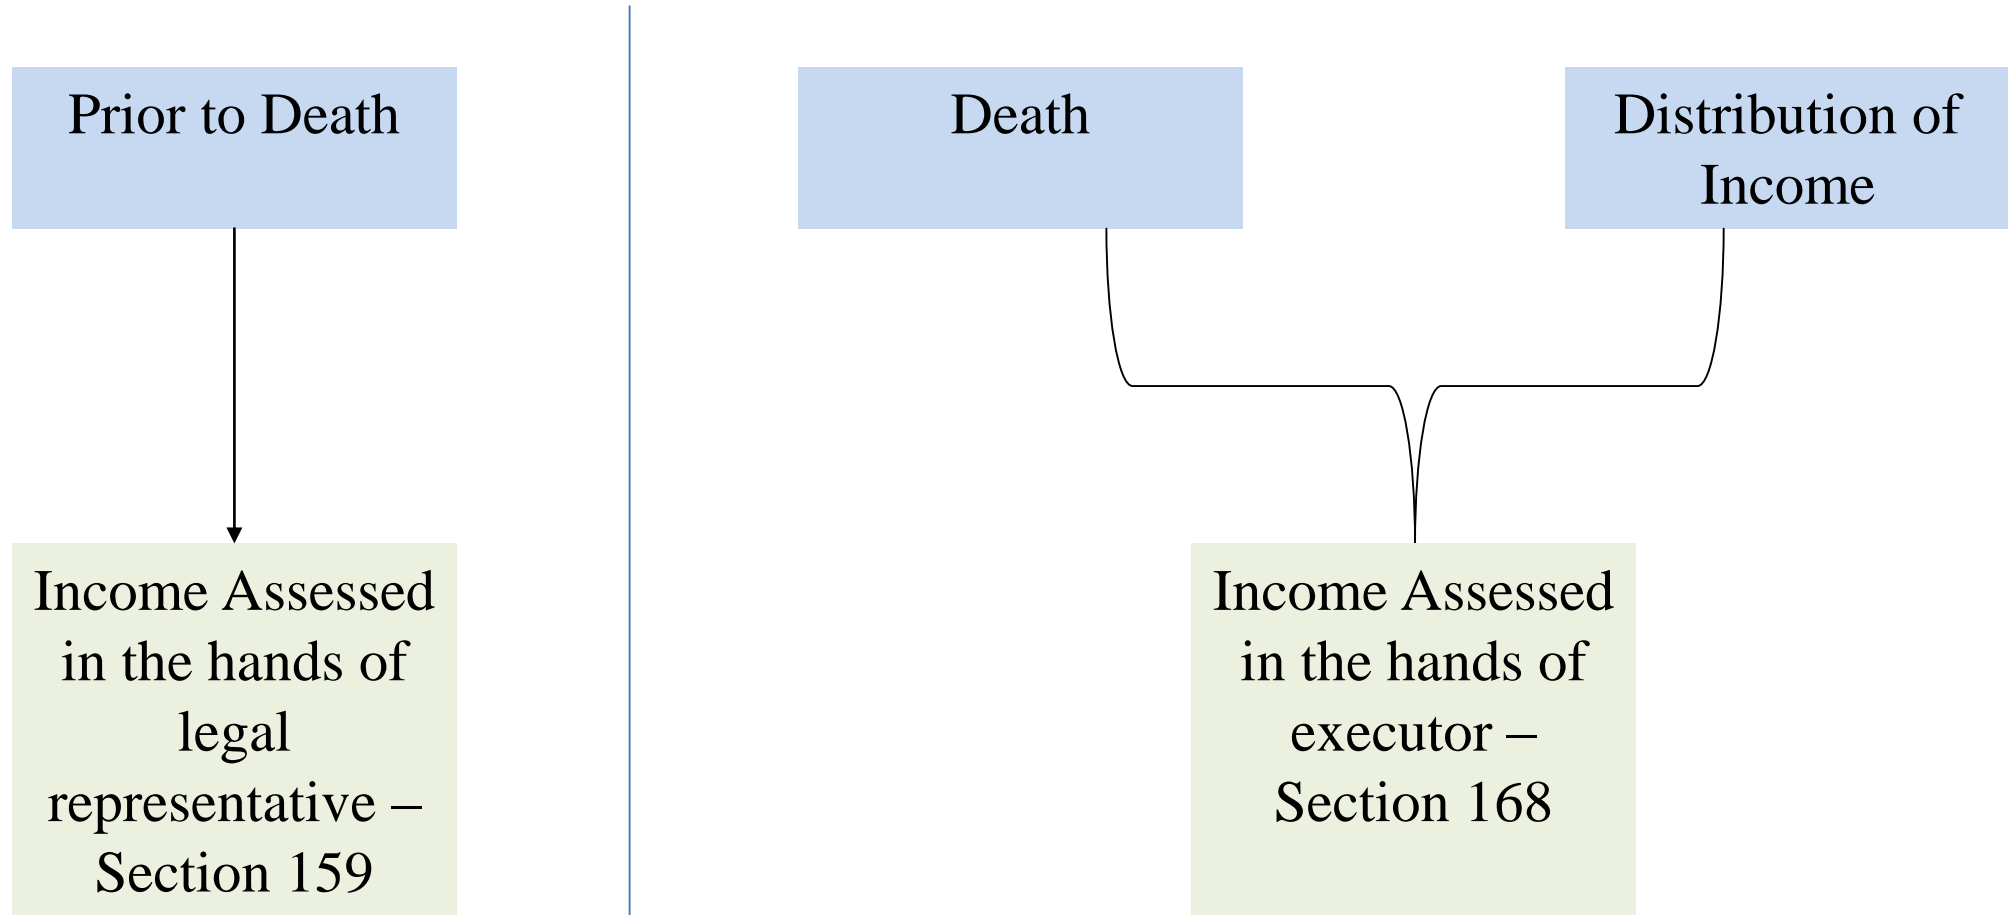 Prior to Death
Death
Distribution of
Income
Income Assessed
in the hands of
legal
representative –
Section 159
Income Assessed
in the hands of
executor –
Section 168